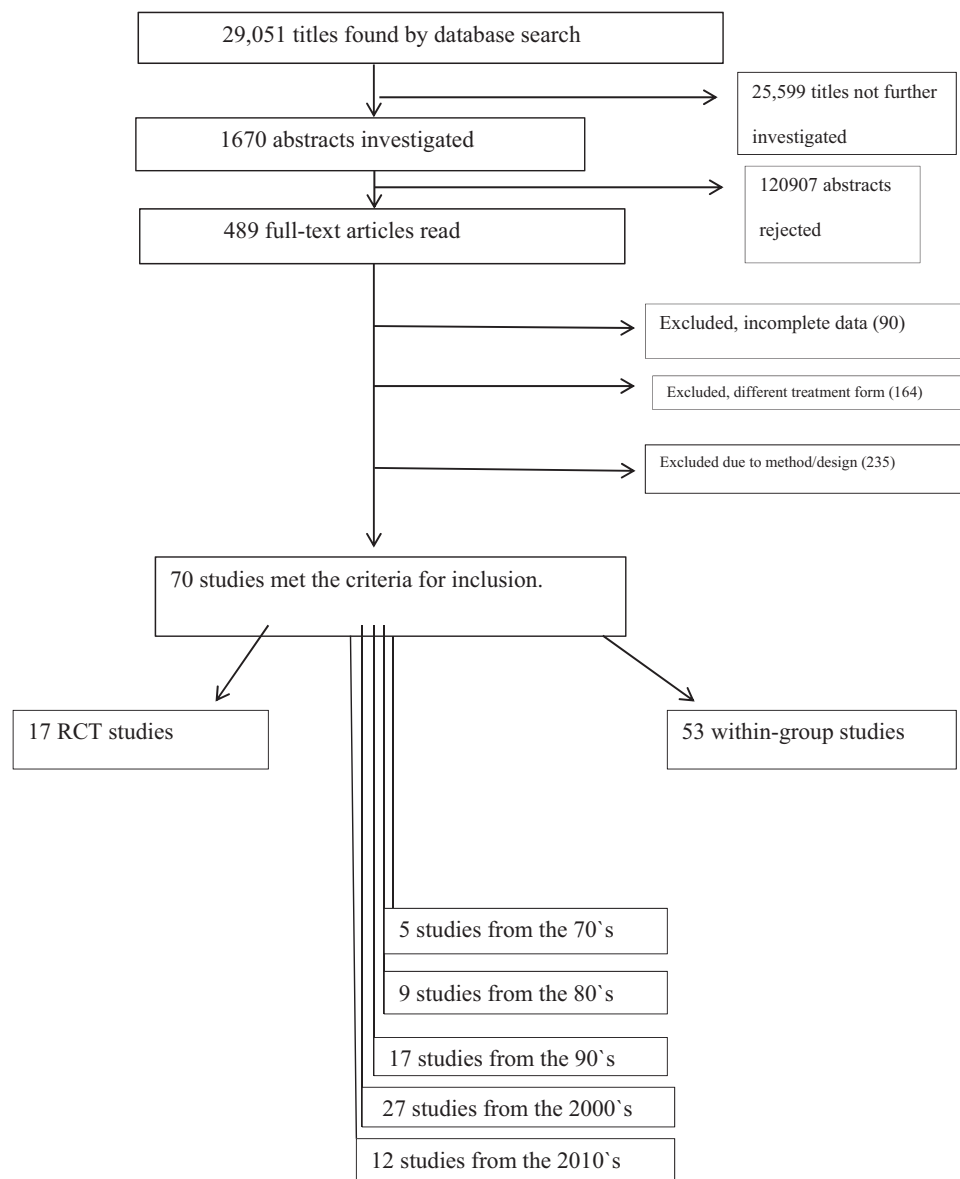 29,051 titles found by database search
25,599 titles not further
investigated
1670 abstracts investigated
120907 abstracts
rejected
489 full-text articles read
Excluded, incomplete data (90)
Excluded, different treatment form (164)
Excluded due to method/design (235)
70 studies met the criteria for inclusion.
17 RCT studies
53 within-group studies
5 studies from the 70`s
9 studies from the 80`s
17 studies from the 90`s
27 studies from the 2000`s
12 studies from the 2010`s